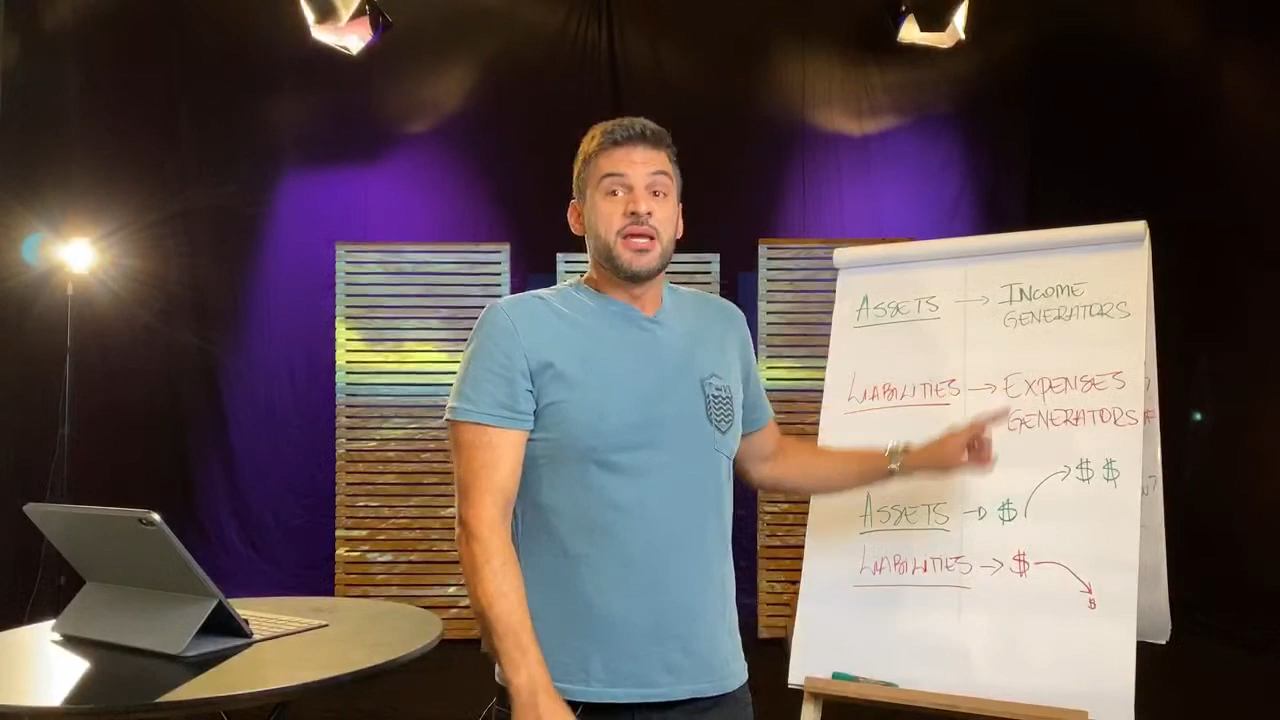 ASSETS → INCOME
GENERATORS
LIABILITIES → EXPENSES
GENERATORS
ASSETS → $ → $ $
LIABILITIES → $ → $